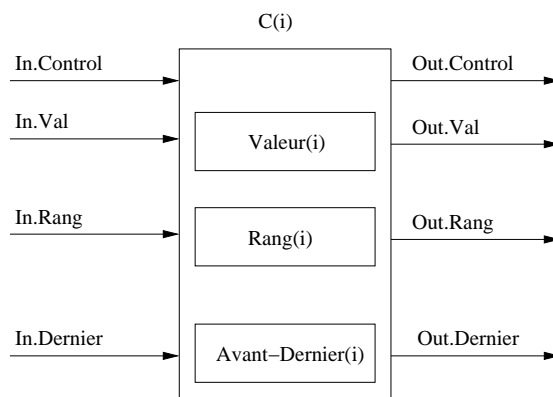 C(i)
In.Control
Out.Control
In.Val
Out.Val
Valeur(i)
In.Rang
Out.Rang
Rang(i)
In.Dernier
Out.Dernier
Avant−Dernier(i)